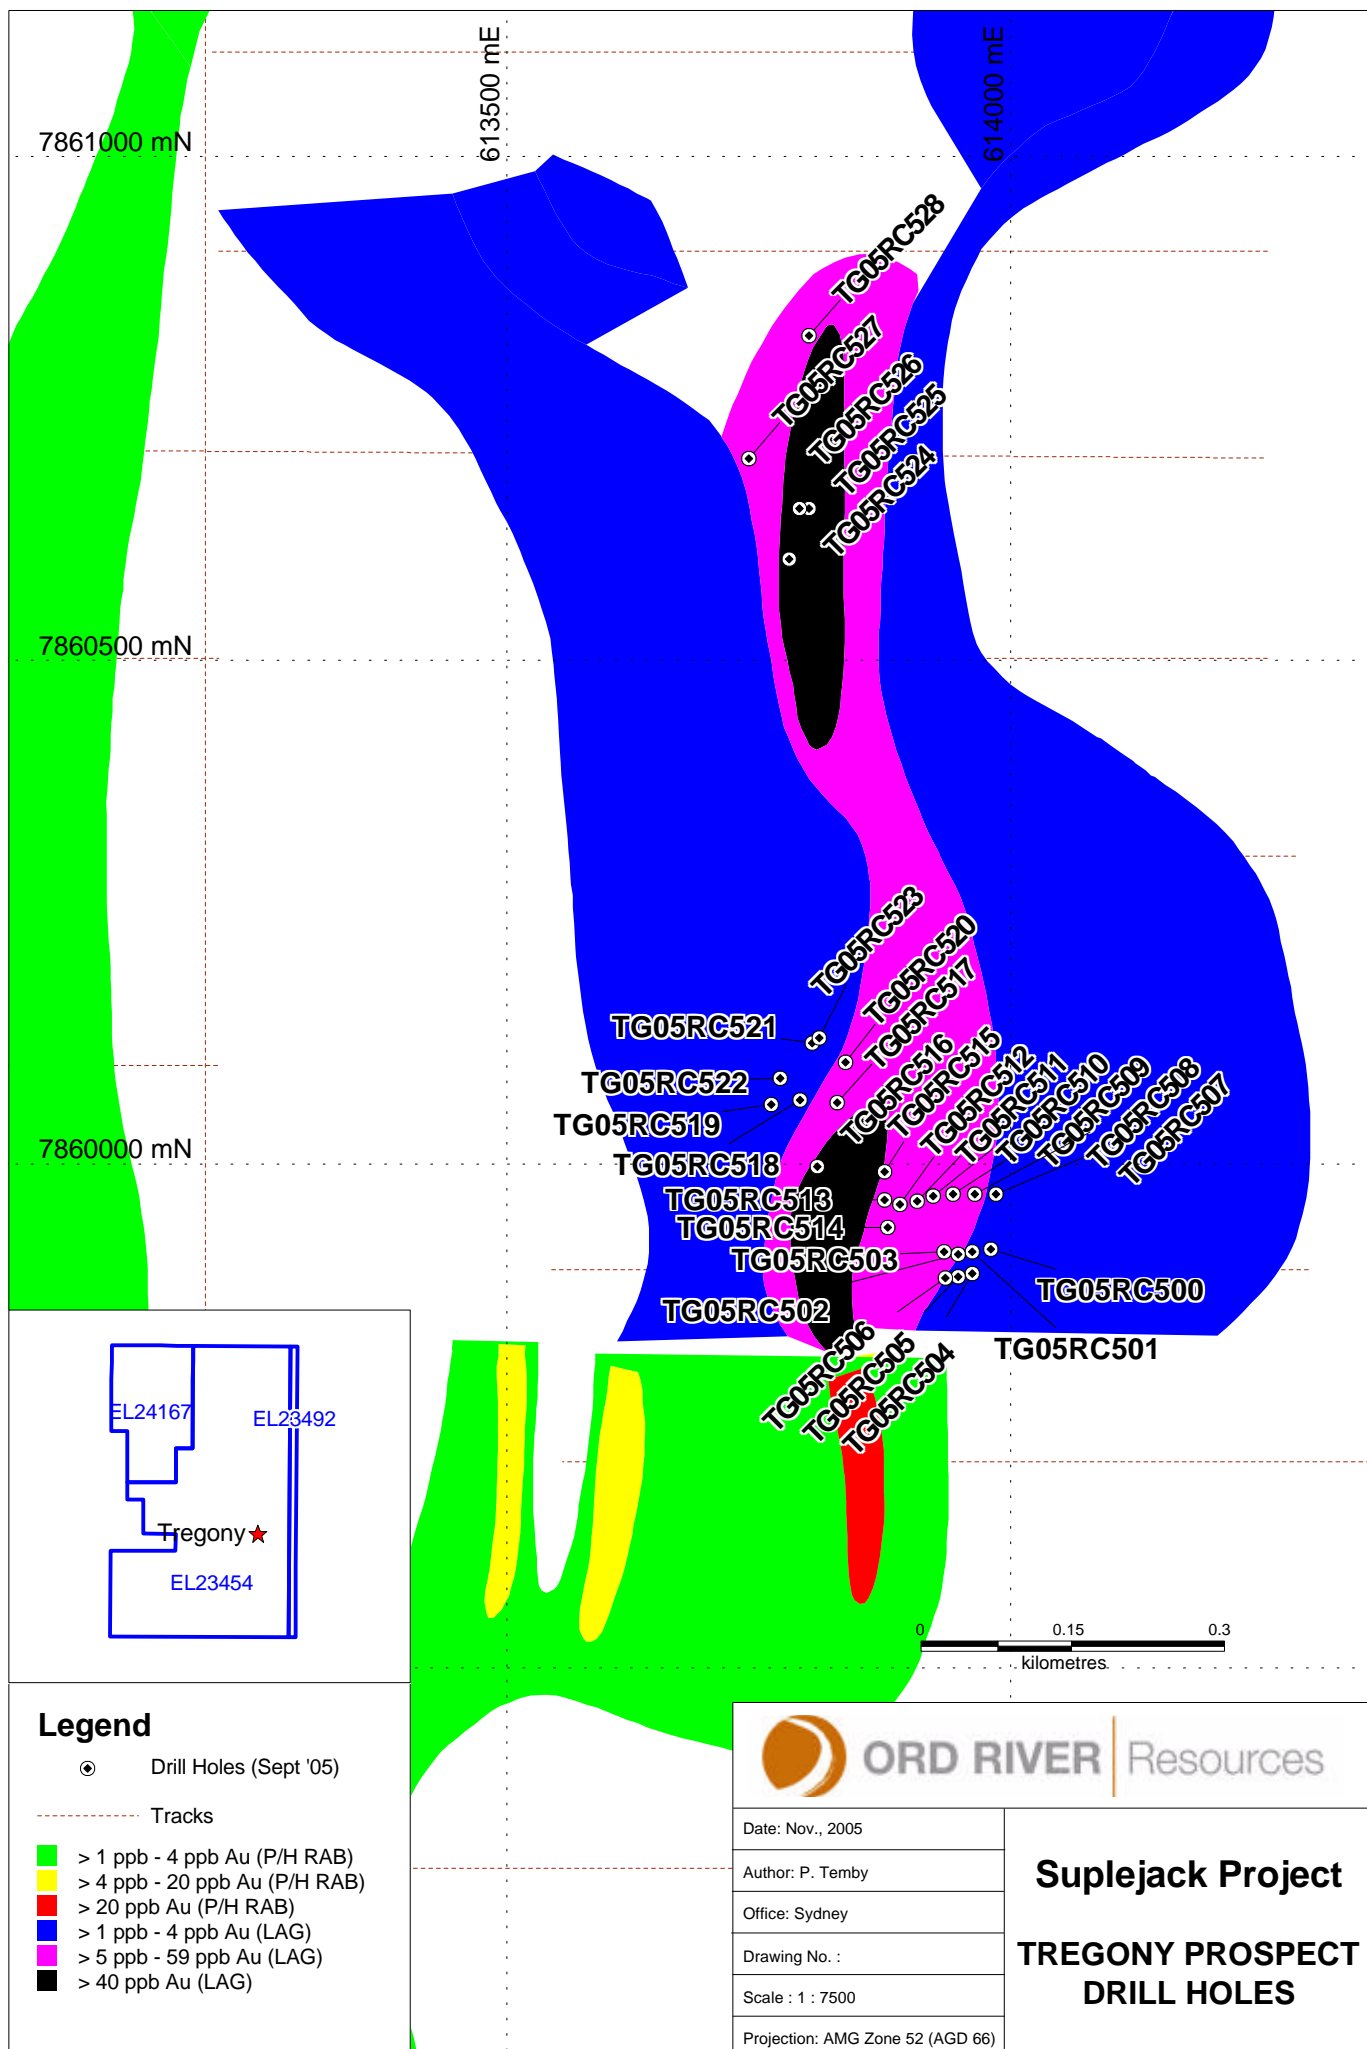 613500 mE
614000 mE
7861000 mN
TG05RC528
TG05RC527
TG05RC526
TG05RC525
TG05RC524
7860500 mN
TG05RC523
TG05RC520
TG05RC517
TG05RC521
TG05RC516
TG05RC515
TG05RC512
TG05RC511
TG05RC510
TG05RC509
TG05RC508
TG05RC507
TG05RC522
TG05RC519
7860000 mN
TG05RC518
TG05RC513
TG05RC514
TG05RC503
TG05RC500
TG05RC502
TG05RC501
TG05RC506
TG05RC505
TG05RC504
EL24167
EL23492
Tregony
EL23454
0 0.15 0.3
kilometres
Legend
Drill Holes (Sept '05)
Tracks
> 1 ppb - 4 ppb Au (P/H RAB)
> 4 ppb - 20 ppb Au (P/H RAB)
> 20 ppb Au (P/H RAB)
> 1 ppb - 4 ppb Au (LAG)
> 5 ppb - 59 ppb Au (LAG)
> 40 ppb Au (LAG)
ORD RIVER Resources
Date: Nov., 2005
Author: P. Temby
Office: Sydney
Drawing No. :
Scale : 1 : 7500
Projection: AMG Zone 52 (AGD 66)
Suplejack Project
TREGONY PROSPECT
DRILL HOLES